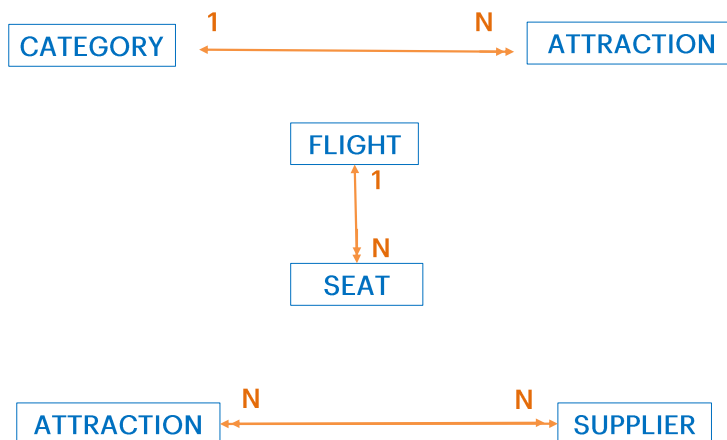 1 N
CATEGORY ATTRACTION
FLIGHT
1
N
SEAT
N N
ATTRACTION SUPPLIER